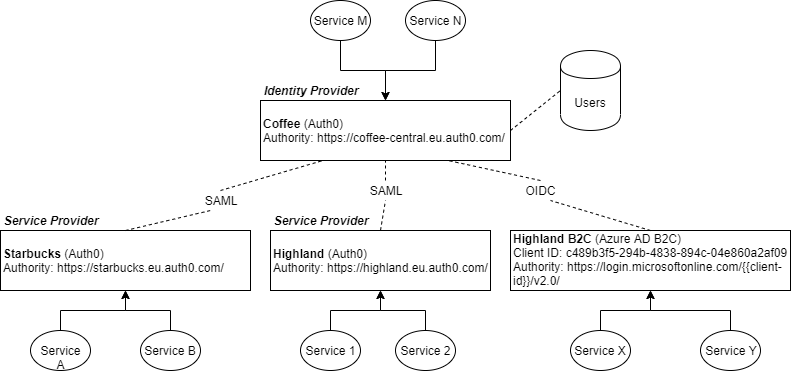 Service M
Service N
Identity Provider
Coffee (Auth0)
Authority: https://coffee-central.eu.auth0.com/
Users
SAML
SAML
OIDC
Service Provider
Starbucks (Auth0)
Authority: https://starbucks.eu.auth0.com/
Service Provider
Highland (Auth0)
Authority: https://highland.eu.auth0.com/
Highland B2C (Azure AD B2C)
Client ID: c489b3f5-294b-4838-894c-04e860a2af09
Authority: https://login.microsoftonline.com/{{client-
id}}/v2.0/
Service
A
Service B
Service 1
Service 2
Service X
Service Y